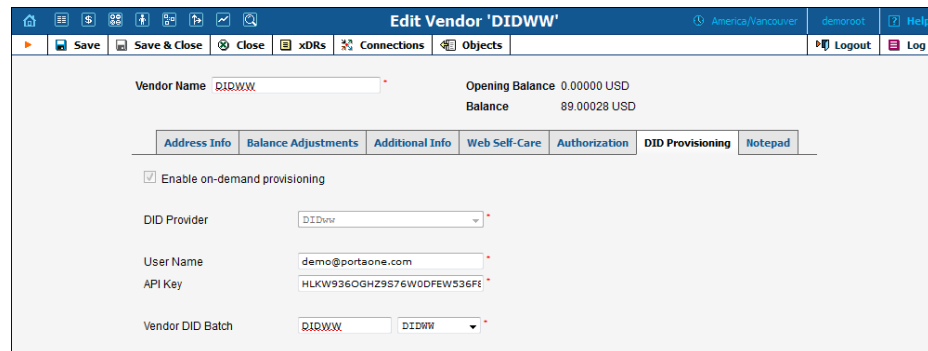 Edit Vendor 'DIDWW' America/Vancouver demoroot ? Help
Save Save & Close Close xDRs Connections Objects Logout Log
Vendor Name DIDWW * Opening Balance 0.00000 USD
Balance 89.00028 USD
Address Info Balance Adjustments Additional Info Web Self-Care Authorization DID Provisioning Notepad
Enable on-demand provisioning
DID Provider DIDww *
User Name demo@portaone.com *
API Key HLKW936OGHZ9S76W0DFEW536FE *
Vendor DID Batch DIDWW DIDWW *